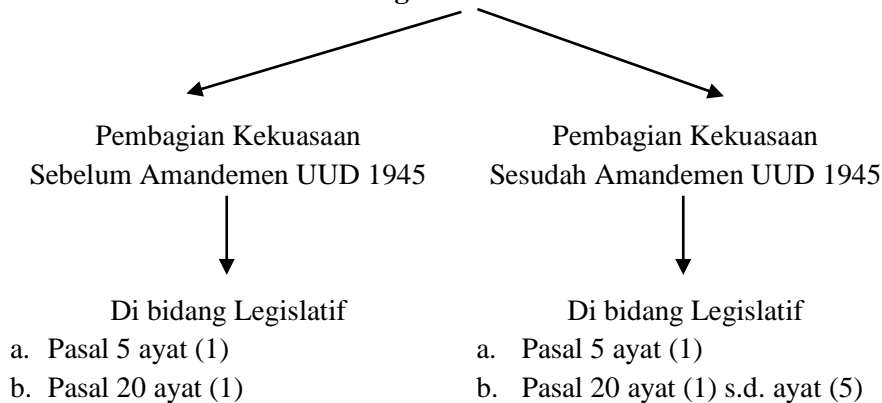 Pembagian Kekuasaan
Sebelum Amandemen UUD 1945
Di bidang Legislatif
a. Pasal 5 ayat (1)
b. Pasal 20 ayat (1)
Pembagian Kekuasaan
Sesudah Amandemen UUD 1945
Di bidang Legislatif
a. Pasal 5 ayat (1)
b. Pasal 20 ayat (1) s.d. ayat (5)